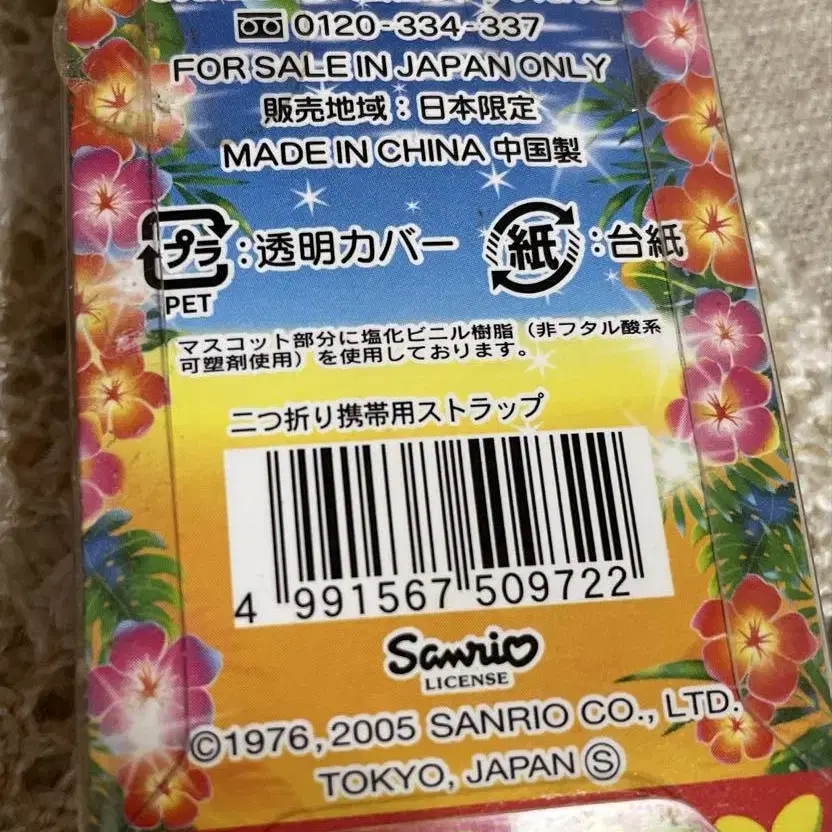 0120-334-337
FOR SALE IN JAPAN ONLY
販売地域：日本限定
MADE IN CHINA 中国製
プラ：透明カバー 紙：台紙
PET
マスコット部分に塩化ビニル樹脂（非フタル酸系
可塑剤使用）を使用しております。
二つ折り携帯用ストラップ
4 991567 509722
Sanrio
LICENSE
©1976, 2005 SANRIO CO., LTD.
TOKYO, JAPAN Ⓢ